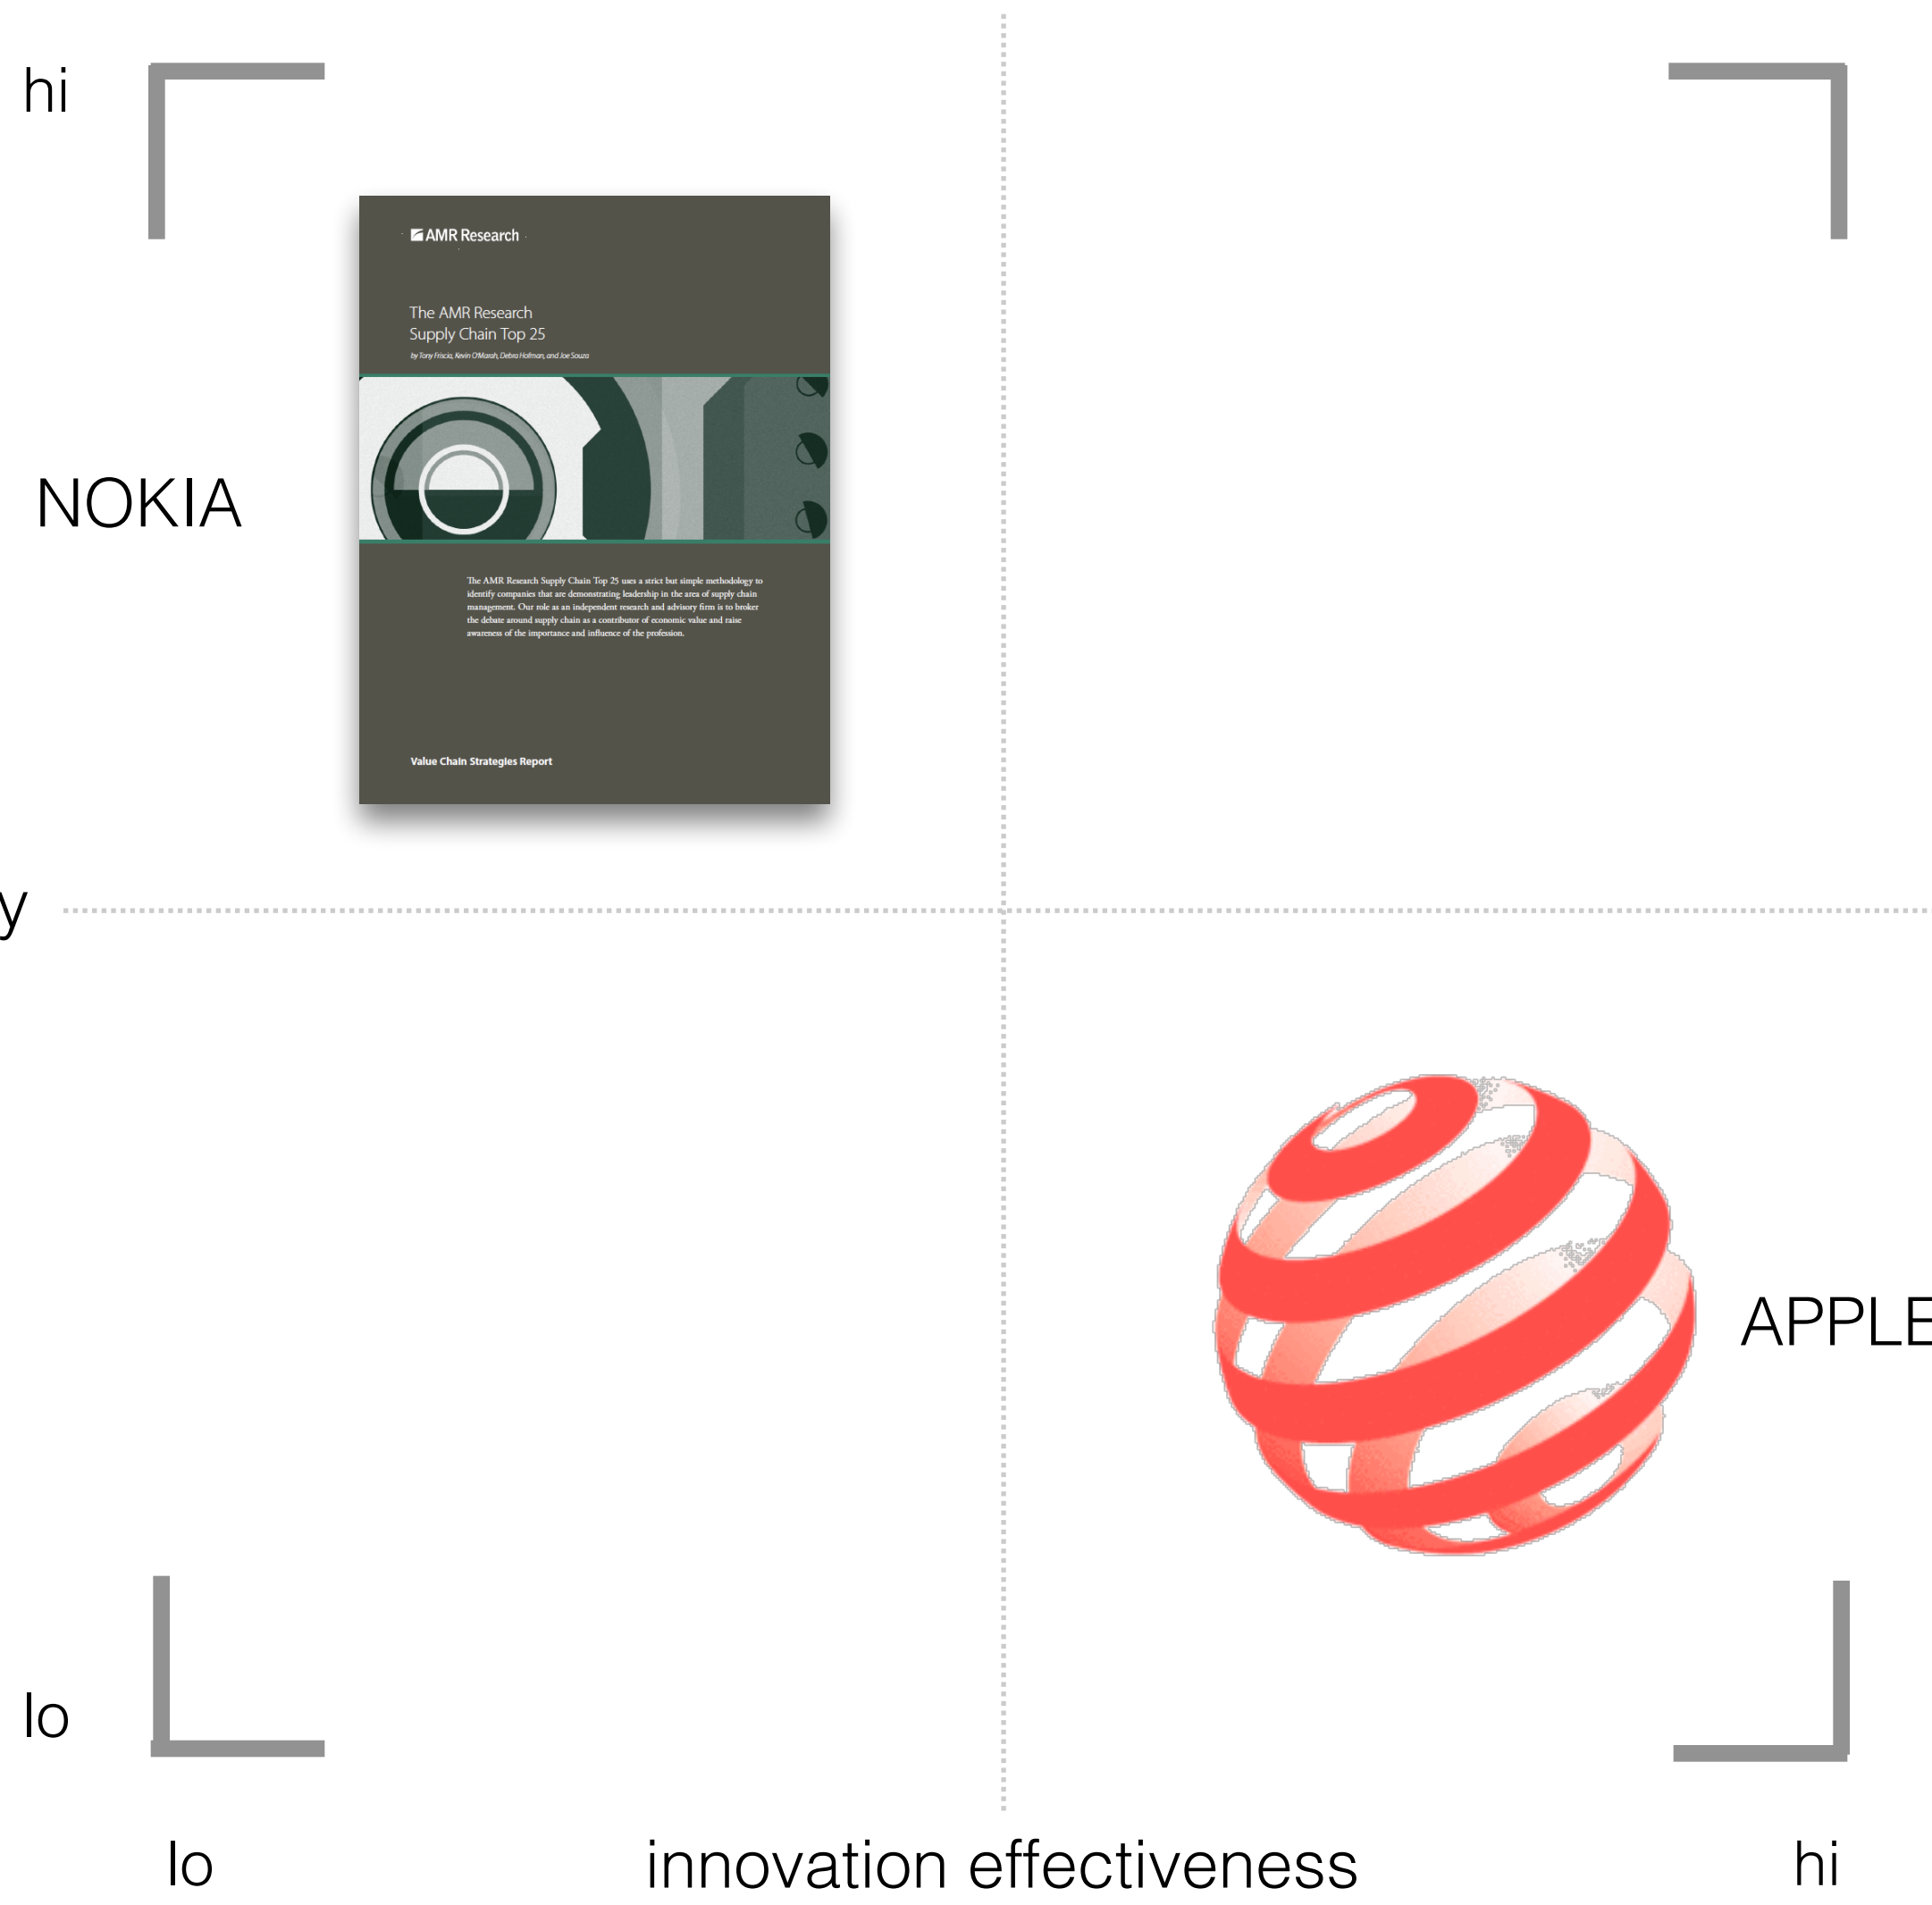 hi
AMR Research
The AMR Research
Supply Chain Top 25
by Tony Friscia, Kevin O'Marah, Debra Hofman, and Joe Souza
NOKIA
The AMR Research Supply Chain Top 25 uses a strict but simple methodology to
identify companies that are demonstrating leadership in the area of supply chain
management. Our role as an independent research and advisory firm is to broker
the debate around supply chain as a contributor of economic value and raise
awareness of the importance and influence of the profession.
Value Chain Strategies Report
y
APPLE
lo
lo
innovation effectiveness
hi